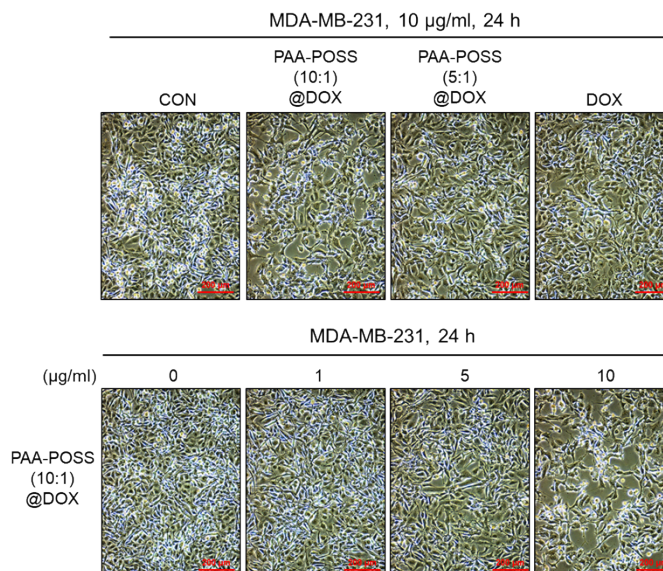 MDA-MB-231, 10 µg/ml, 24 h
CON
PAA-POSS
(10:1)
@DOX
PAA-POSS
(5:1)
@DOX
DOX
MDA-MB-231, 24 h
(µg/ml) 0 1 5 10
PAA-POSS
(10:1)
@DOX